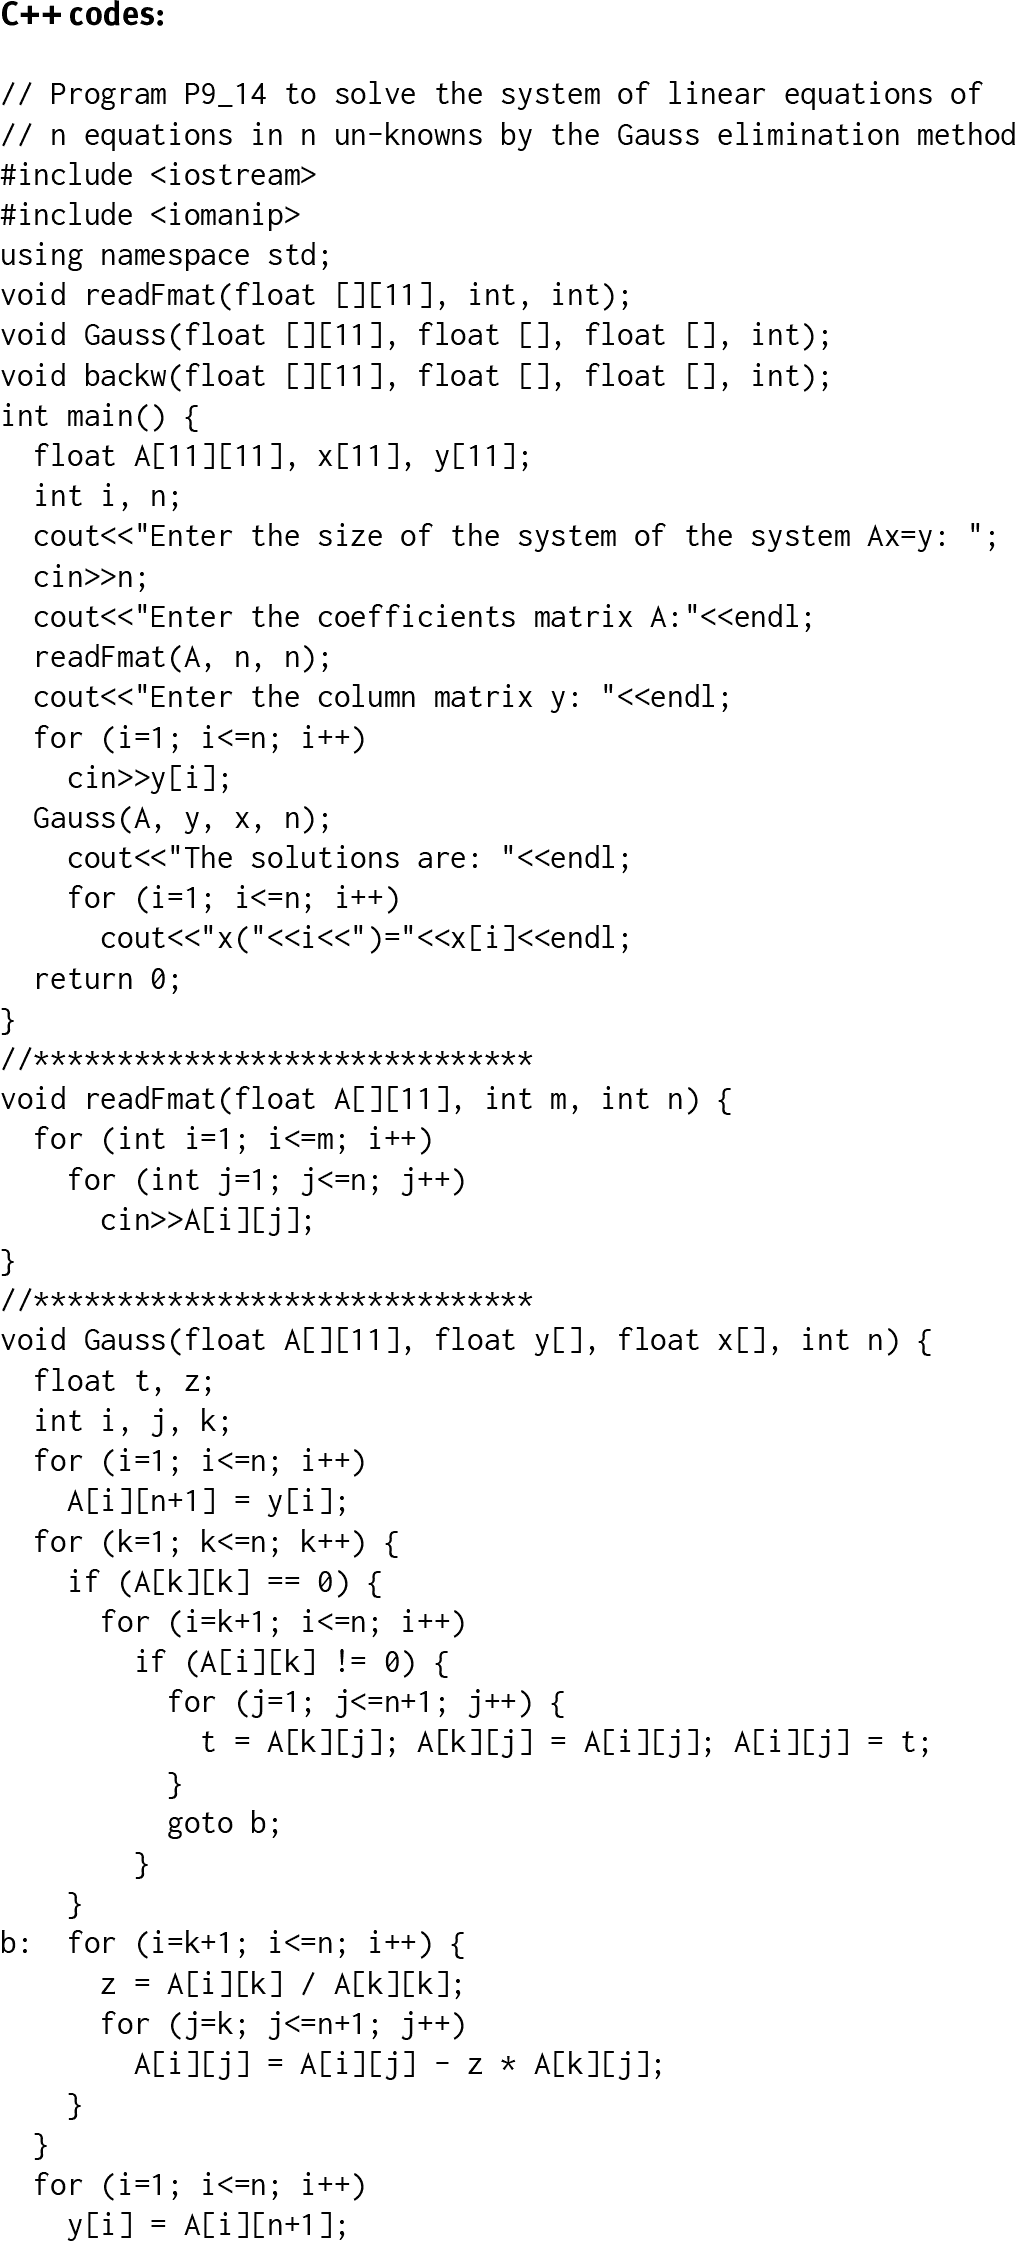 C++ codes:
// Program P9_14 to solve the system of linear equations of
// n equations in n un-knowns by the Gauss elimination method
#include <iostream>
#include <iomanip>
using namespace std;
void readFmat(float [][11], int, int);
void Gauss(float [][11], float [], float [], int);
void backw(float [][11], float [], float [], int);
int main() {
  float A[11][11], x[11], y[11];
  int i, n;
  cout<<"Enter the size of the system of the system Ax=y: ";
  cin>>n;
  cout<<"Enter the coefficients matrix A:"<<endl;
  readFmat(A, n, n);
  cout<<"Enter the column matrix y: "<<endl;
  for (i=1; i<=n; i++)
    cin>>y[i];
  Gauss(A, y, x, n);
    cout<<"The solutions are: "<<endl;
    for (i=1; i<=n; i++)
      cout<<"x("<<i<<")="<<x[i]<<endl;
  return 0;
}
//******************************
void readFmat(float A[][11], int m, int n) {
  for (int i=1; i<=m; i++)
    for (int j=1; j<=n; j++)
      cin>>A[i][j];
}
//******************************
void Gauss(float A[][11], float y[], float x[], int n) {
  float t, z;
  int i, j, k;
  for (i=1; i<=n; i++)
    A[i][n+1] = y[i];
  for (k=1; k<=n; k++) {
    if (A[k][k] == 0) {
      for (i=k+1; i<=n; i++)
        if (A[i][k] != 0) {
          for (j=1; j<=n+1; j++) {
            t = A[k][j]; A[k][j] = A[i][j]; A[i][j] = t;
          }
          goto b;
        }
    }
b:  for (i=k+1; i<=n; i++) {
      z = A[i][k] / A[k][k];
      for (j=k; j<=n+1; j++)
        A[i][j] = A[i][j] - z * A[k][j];
    }
  }
  for (i=1; i<=n; i++)
    y[i] = A[i][n+1];